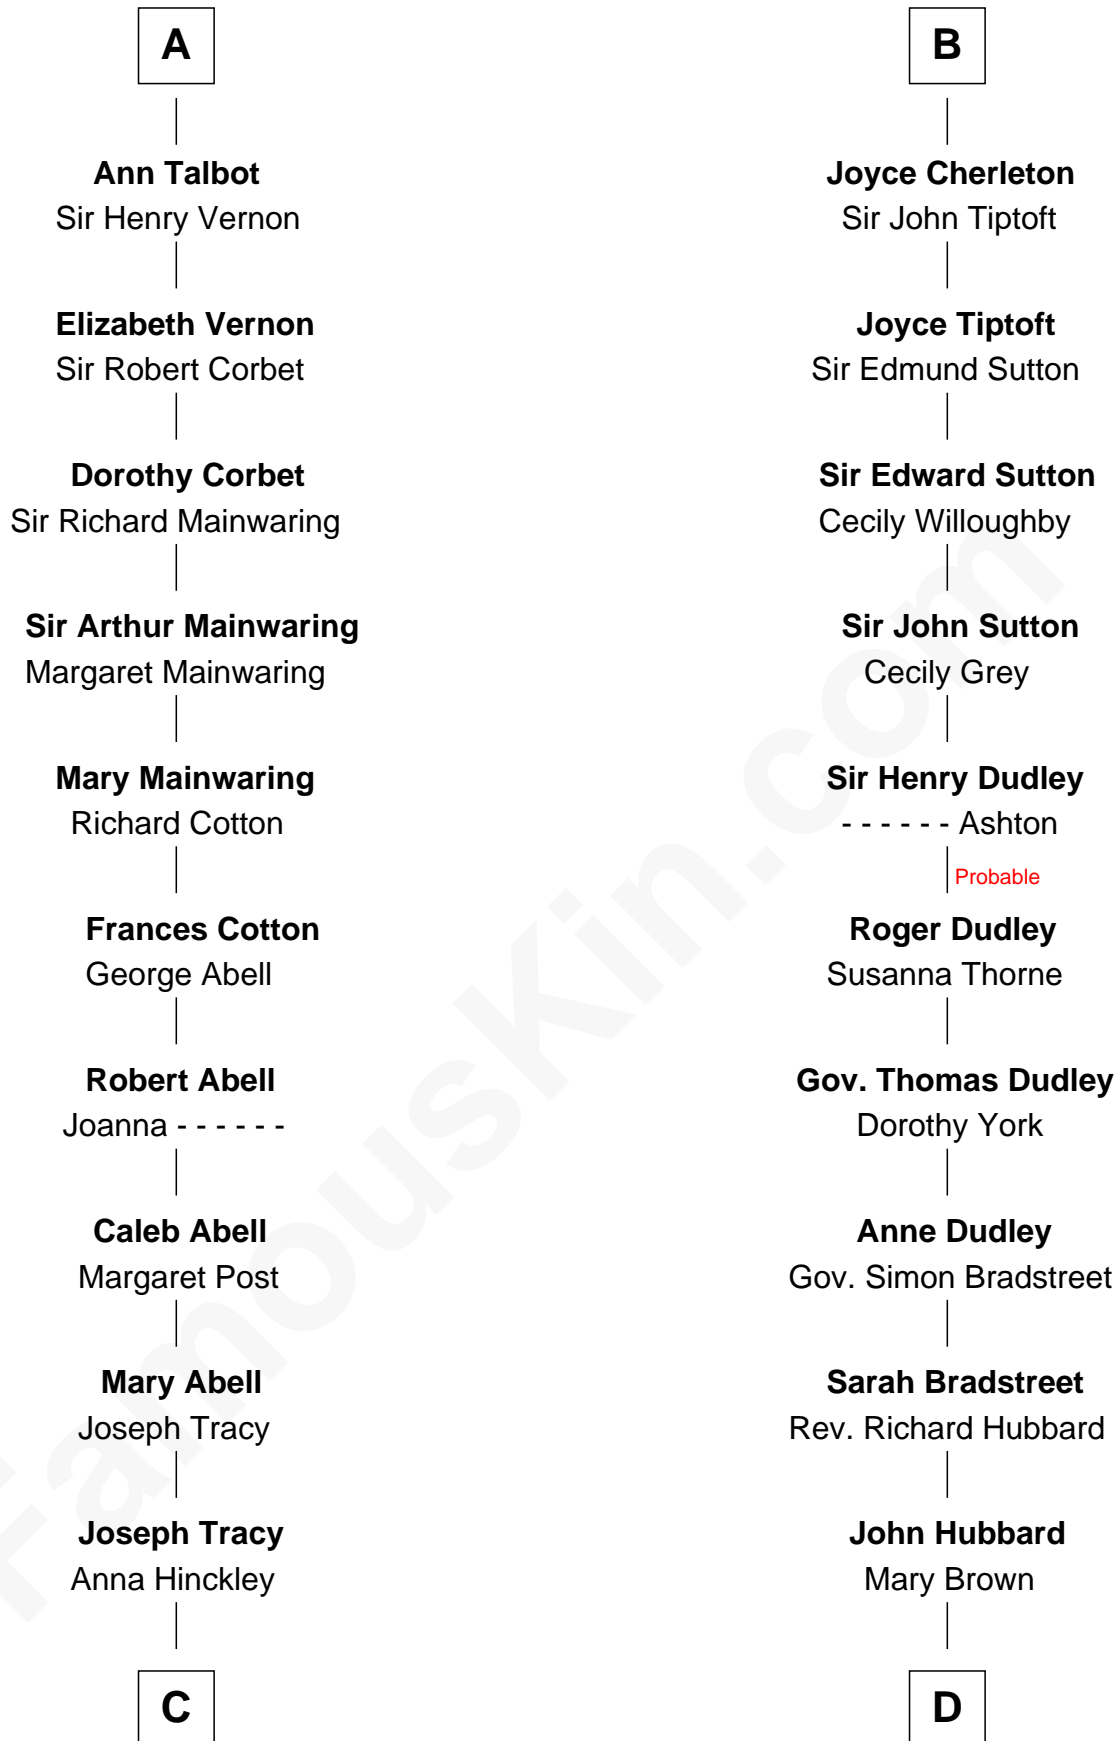 A
Ann Talbot
Sir Henry Vernon
Elizabeth Vernon
Sir Robert Corbet
Dorothy Corbet
Sir Richard Mainwaring
Sir Arthur Mainwaring
Margaret Mainwaring
Mary Mainwaring
Richard Cotton
Frances Cotton
George Abell
Robert Abell
Joanna - - - - - -
Caleb Abell
Margaret Post
Mary Abell
Joseph Tracy
Joseph Tracy
Anna Hinckley
C
B
Joyce Cherleton
Sir John Tiptoft
Joyce Tiptoft
Sir Edmund Sutton
Sir Edward Sutton
Cecily Willoughby
Sir John Sutton
Cecily Grey
Sir Henry Dudley
- - - - - - Ashton
Probable
Roger Dudley
Susanna Thorne
Gov. Thomas Dudley
Dorothy York
Anne Dudley
Gov. Simon Bradstreet
Sarah Bradstreet
Rev. Richard Hubbard
John Hubbard
Mary Brown
D
FamousKin.com